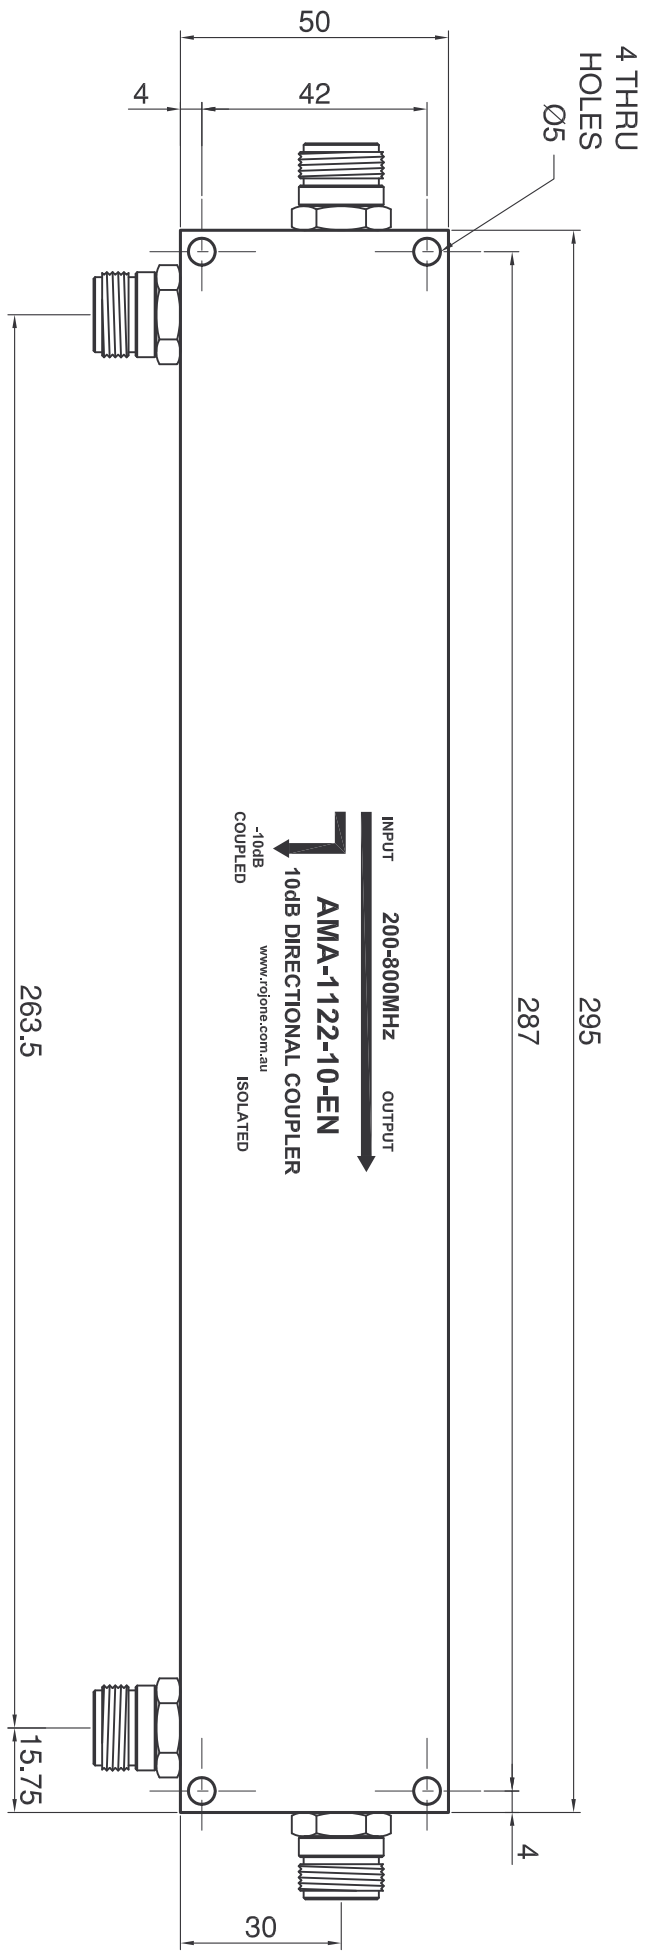 50
4
42
4 THRU
HOLES
Ø5
INPUT
200-800MHz
OUTPUT
AMA-1122-10-EN
10dB DIRECTIONAL COUPLER
-10dB
COUPLED
www.rojone.com.au
ISOLATED
295
287
263.5
15.75
4
30